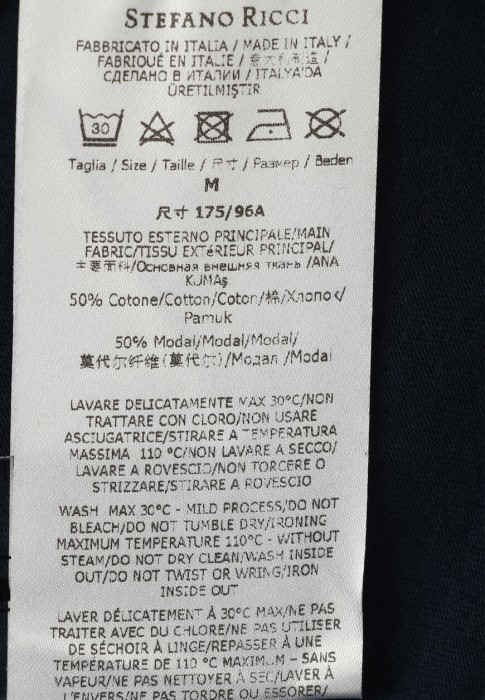 STEFANO RICCI
FABBRICATO IN ITALIA / MADE IN ITALY /
FABRIQUÉ EN ITALIE / 意大利制造 /
СДЕЛАНО В ИТАЛИИ / ITALYA'DA
ÜRETILMIŞTIR
30
Taglia / Size / Taille / 尺寸 / Размер / Beden
M
尺寸 175/96A
TESSUTO ESTERNO PRINCIPALE/MAIN
FABRIC/TISSU EXTéRIEUR PRINCIPAL/
主要面料/Основная внешняя ткань /ANA
KUMAş
50% Cotone/Cotton/Coton/棉/Хлопок/
Pamuk
50% Modal/Modal/Modal/
莫代尔纤维(莫代尔)/Модал /Modal
LAVARE DELICATAMENTE MAX 30°C/NON
TRATTARE CON CLORO/NON USARE
ASCIUGATRICE/STIRARE A TEMPERATURA
MASSIMA 110 °C/NON LAVARE A SECCO/
LAVARE A ROVESCIO/NON TORCERE O
STRIZZARE/STIRARE A ROVESCIO
WASH MAX 30°C - MILD PROCESS/DO NOT
BLEACH/DO NOT TUMBLE DRY/IRONING
MAXIMUM TEMPERATURE 110°C - WITHOUT
STEAM/DO NOT DRY CLEAN/WASH INSIDE
OUT/DO NOT TWIST OR WRING/IRON
INSIDE OUT
LAVER DÉLICATEMENT À 30°C MAX/NE PAS
TRAITER AVEC DU CHLORE/NE PAS UTILISER
DE SÉCHOIR À LINGE/REPASSER À UNE
TEMPÉRATURE DE 110 °C MAXIMUM – SANS
VAPEUR/NE PAS NETTOYER À SEC/LAVER À
L'ENVERS/NE PAS TORDRE OU ESSORER/